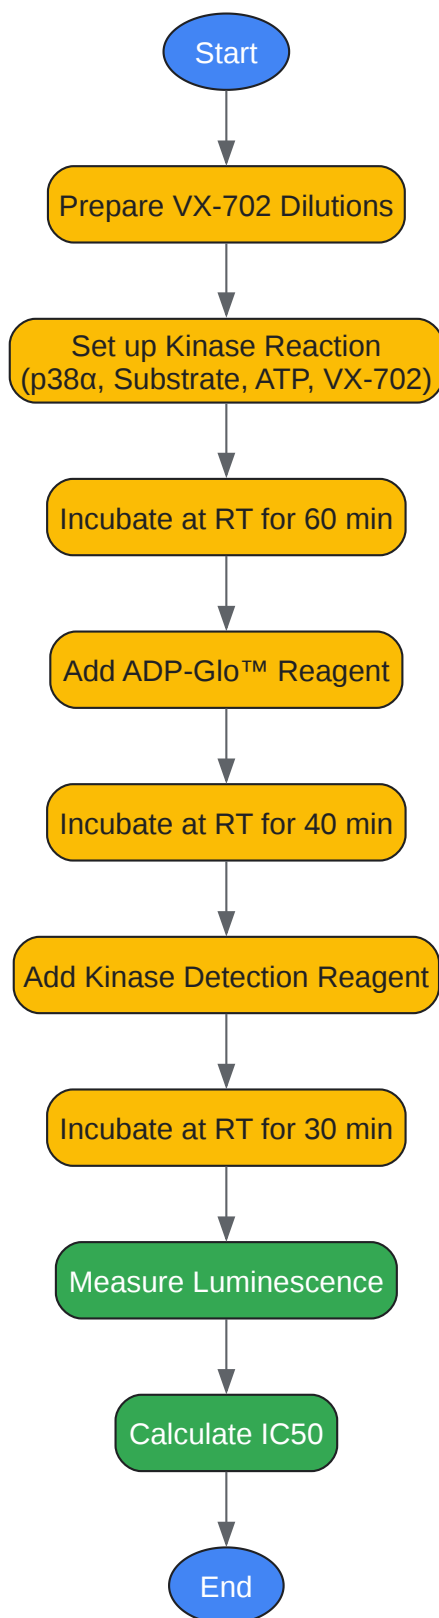 Start
Prepare VX-702 Dilutions
Set up Kinase Reaction
(p38α, Substrate, ATP, VX-702)
Incubate at RT for 60 min
Add ADP-Glo™ Reagent
Incubate at RT for 40 min
Add Kinase Detection Reagent
Incubate at RT for 30 min
Measure Luminescence
Calculate IC50
End